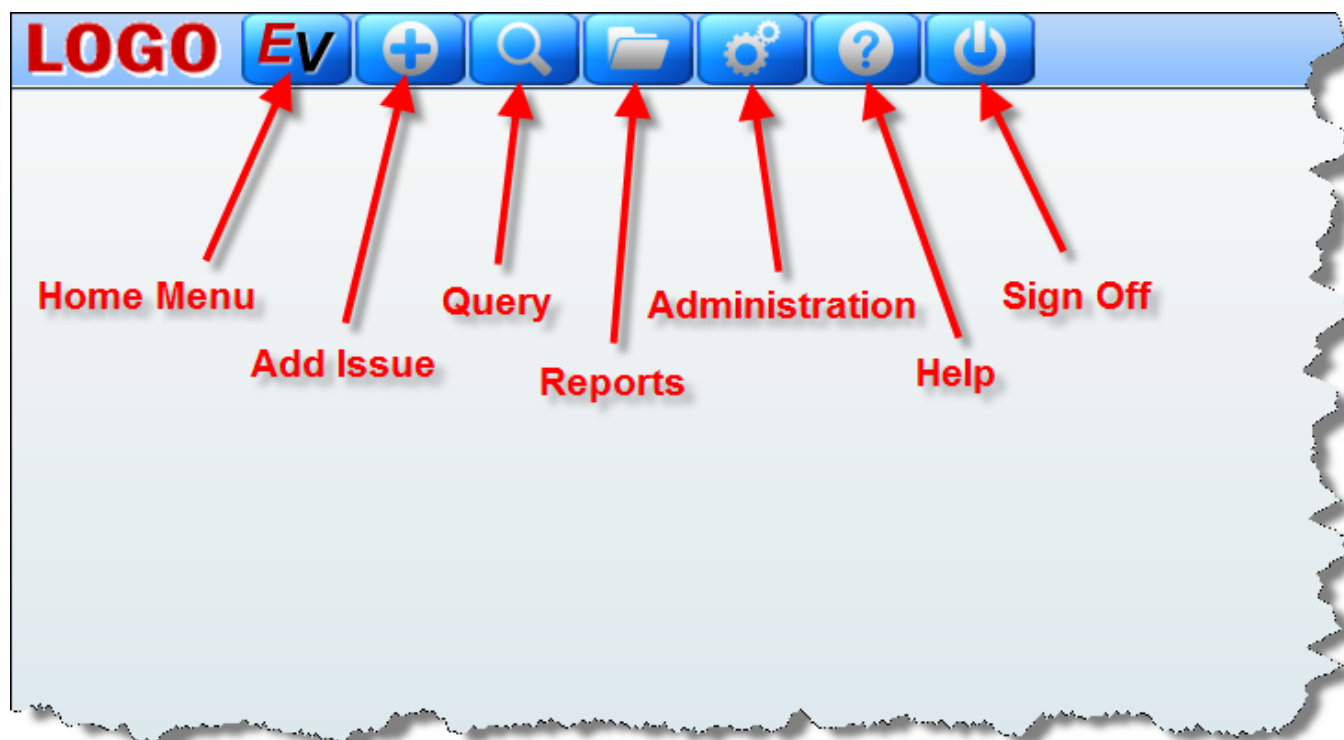 LOGO EV
Home Menu
Query
Administration
Sign Off
Add Issue
Reports
Help